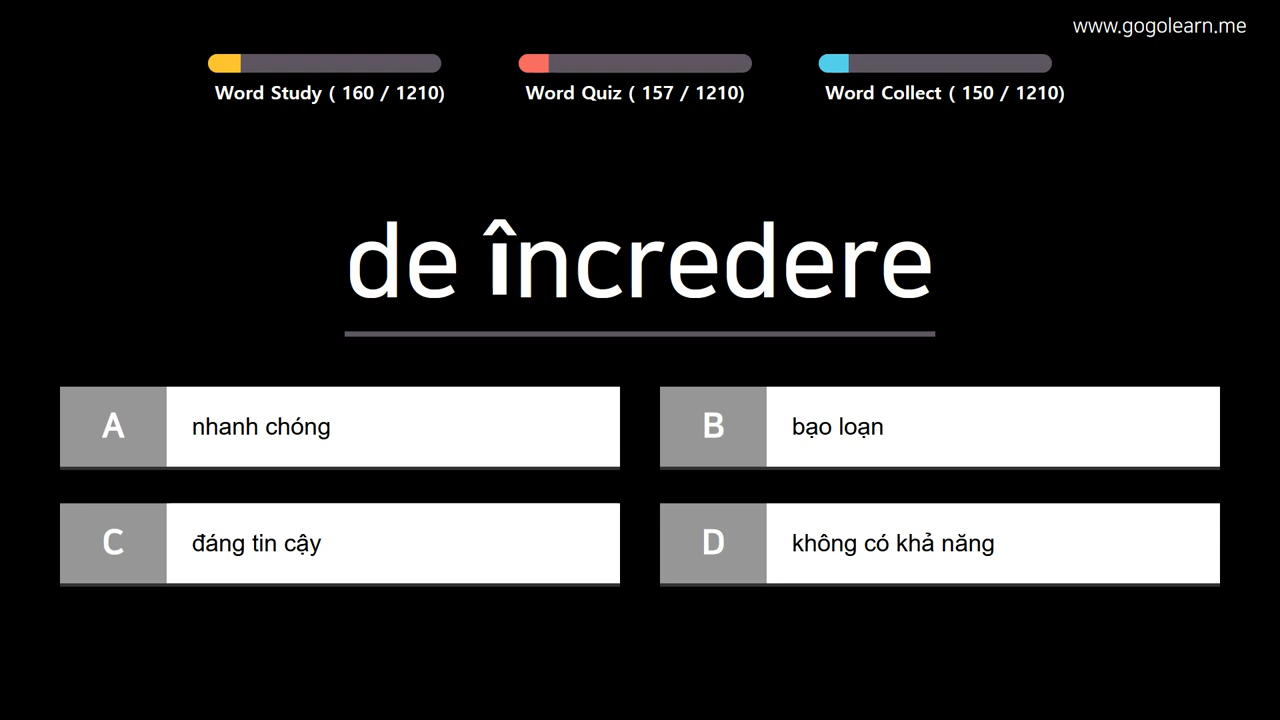 www.gogolearn.me
Word Study ( 160 / 1210)
Word Quiz ( 157 / 1210)
Word Collect ( 150 / 1210)
de încredere
A
nhanh chóng
B
bạo loạn
C
đáng tin cậy
D
không có khả năng